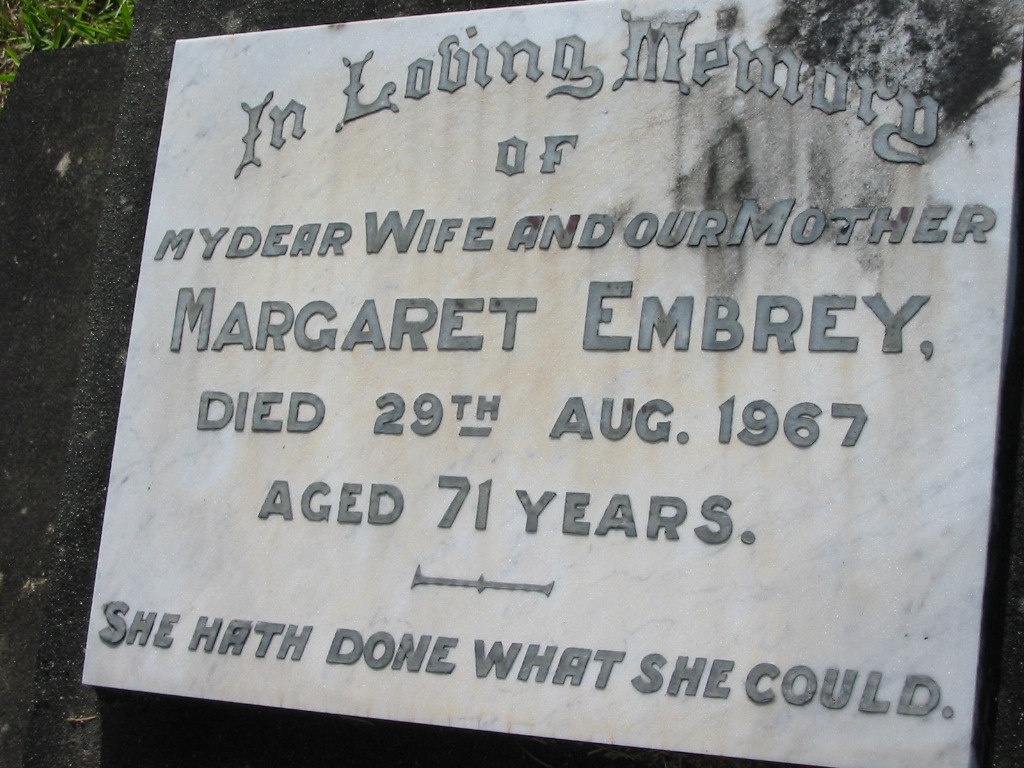 In Loving Memory
OF
MY DEAR WIFE AND OUR MOTHER
MARGARET EMBREY,
DIED 29TH AUG. 1967
AGED 71 YEARS.
SHE HATH DONE WHAT SHE COULD.